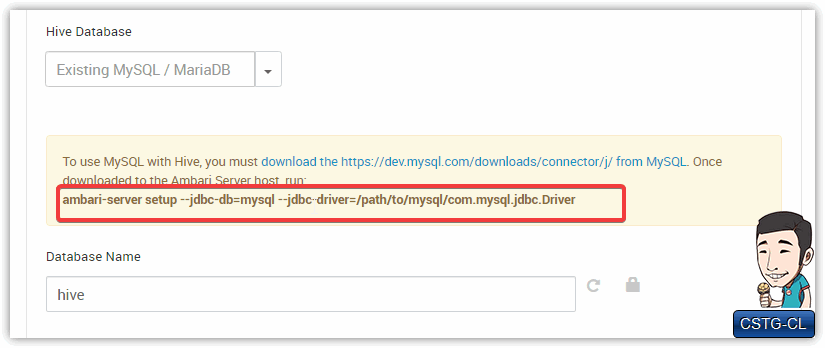 Hive Database
Existing MySQL / MariaDB
To use MySQL with Hive, you must download the https://dev.mysql.com/downloads/connector/j/ from MySQL. Once
downloaded to the Ambari Server host, run:
ambari-server setup --jdbc-db=mysql --jdbc-driver=/path/to/mysql/com.mysql.jdbc.Driver
Database Name
hive
CSTG-CL